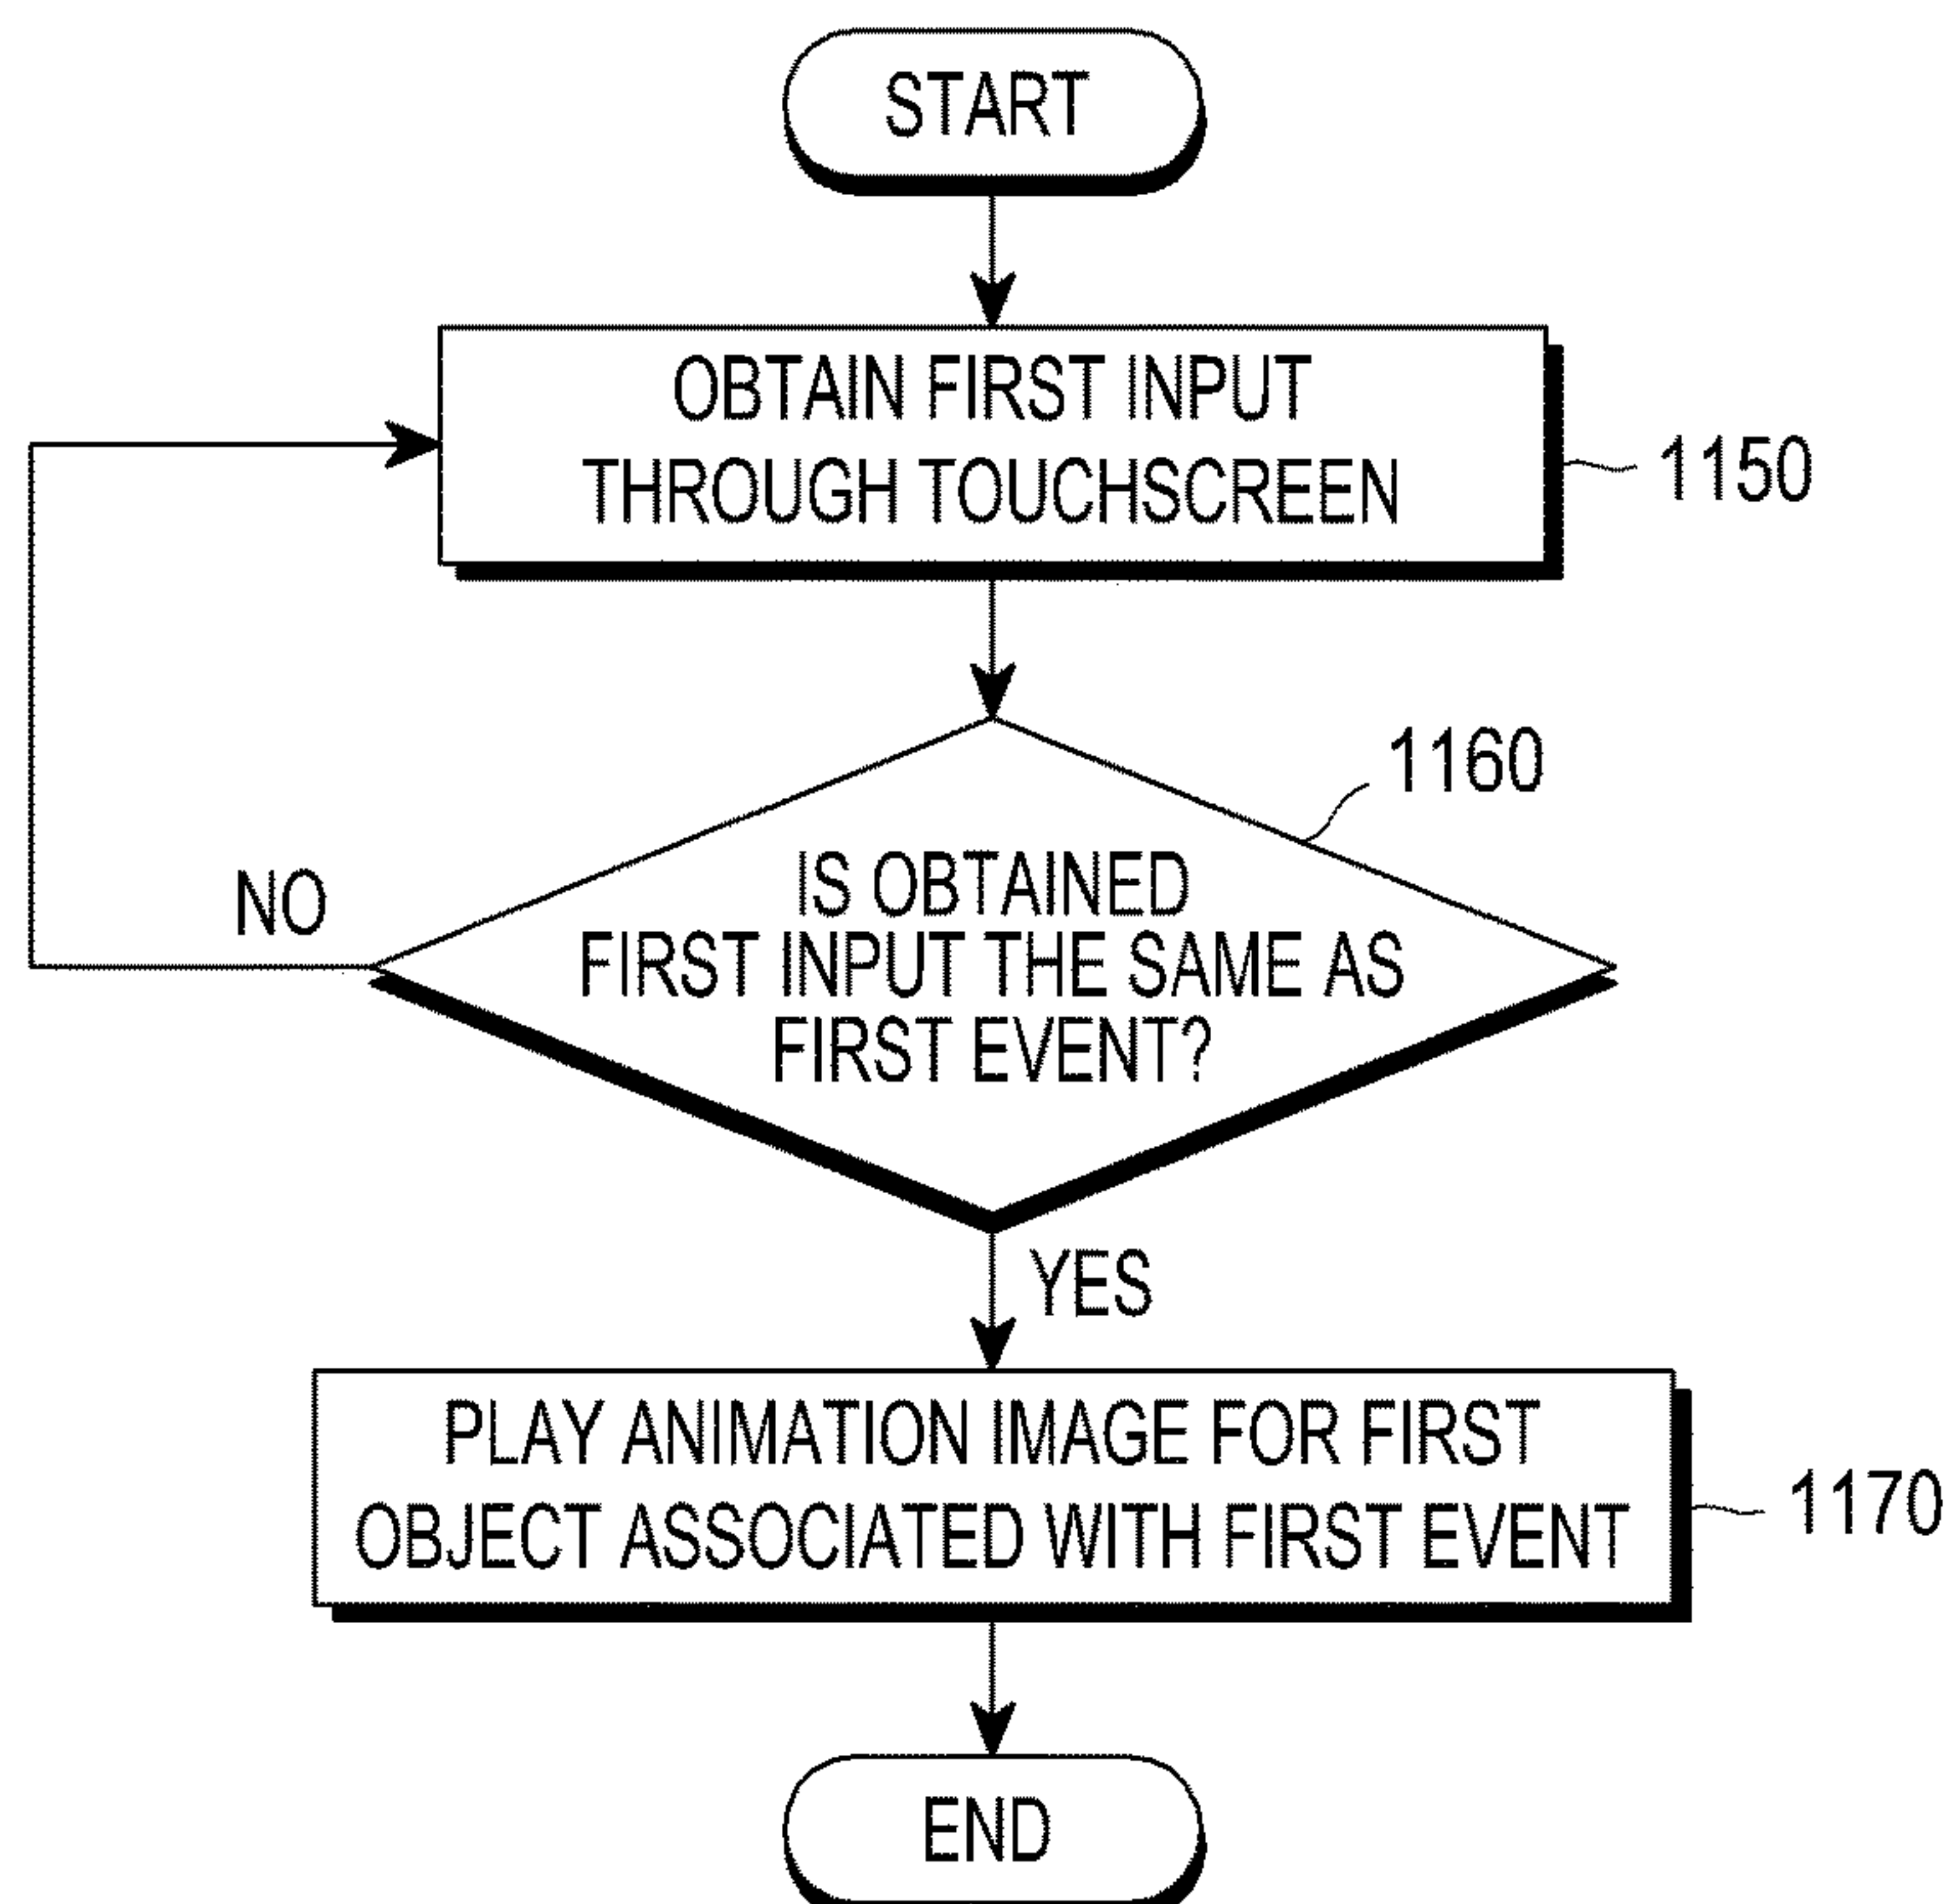 START
OBTAIN FIRST INPUT
THROUGH TOUCHSCREEN
1150
1160
IS OBTAINED
FIRST INPUT THE SAME AS
FIRST EVENT?
NO
YES
PLAY ANIMATION IMAGE FOR FIRST
OBJECT ASSOCIATED WITH FIRST EVENT
1170
END